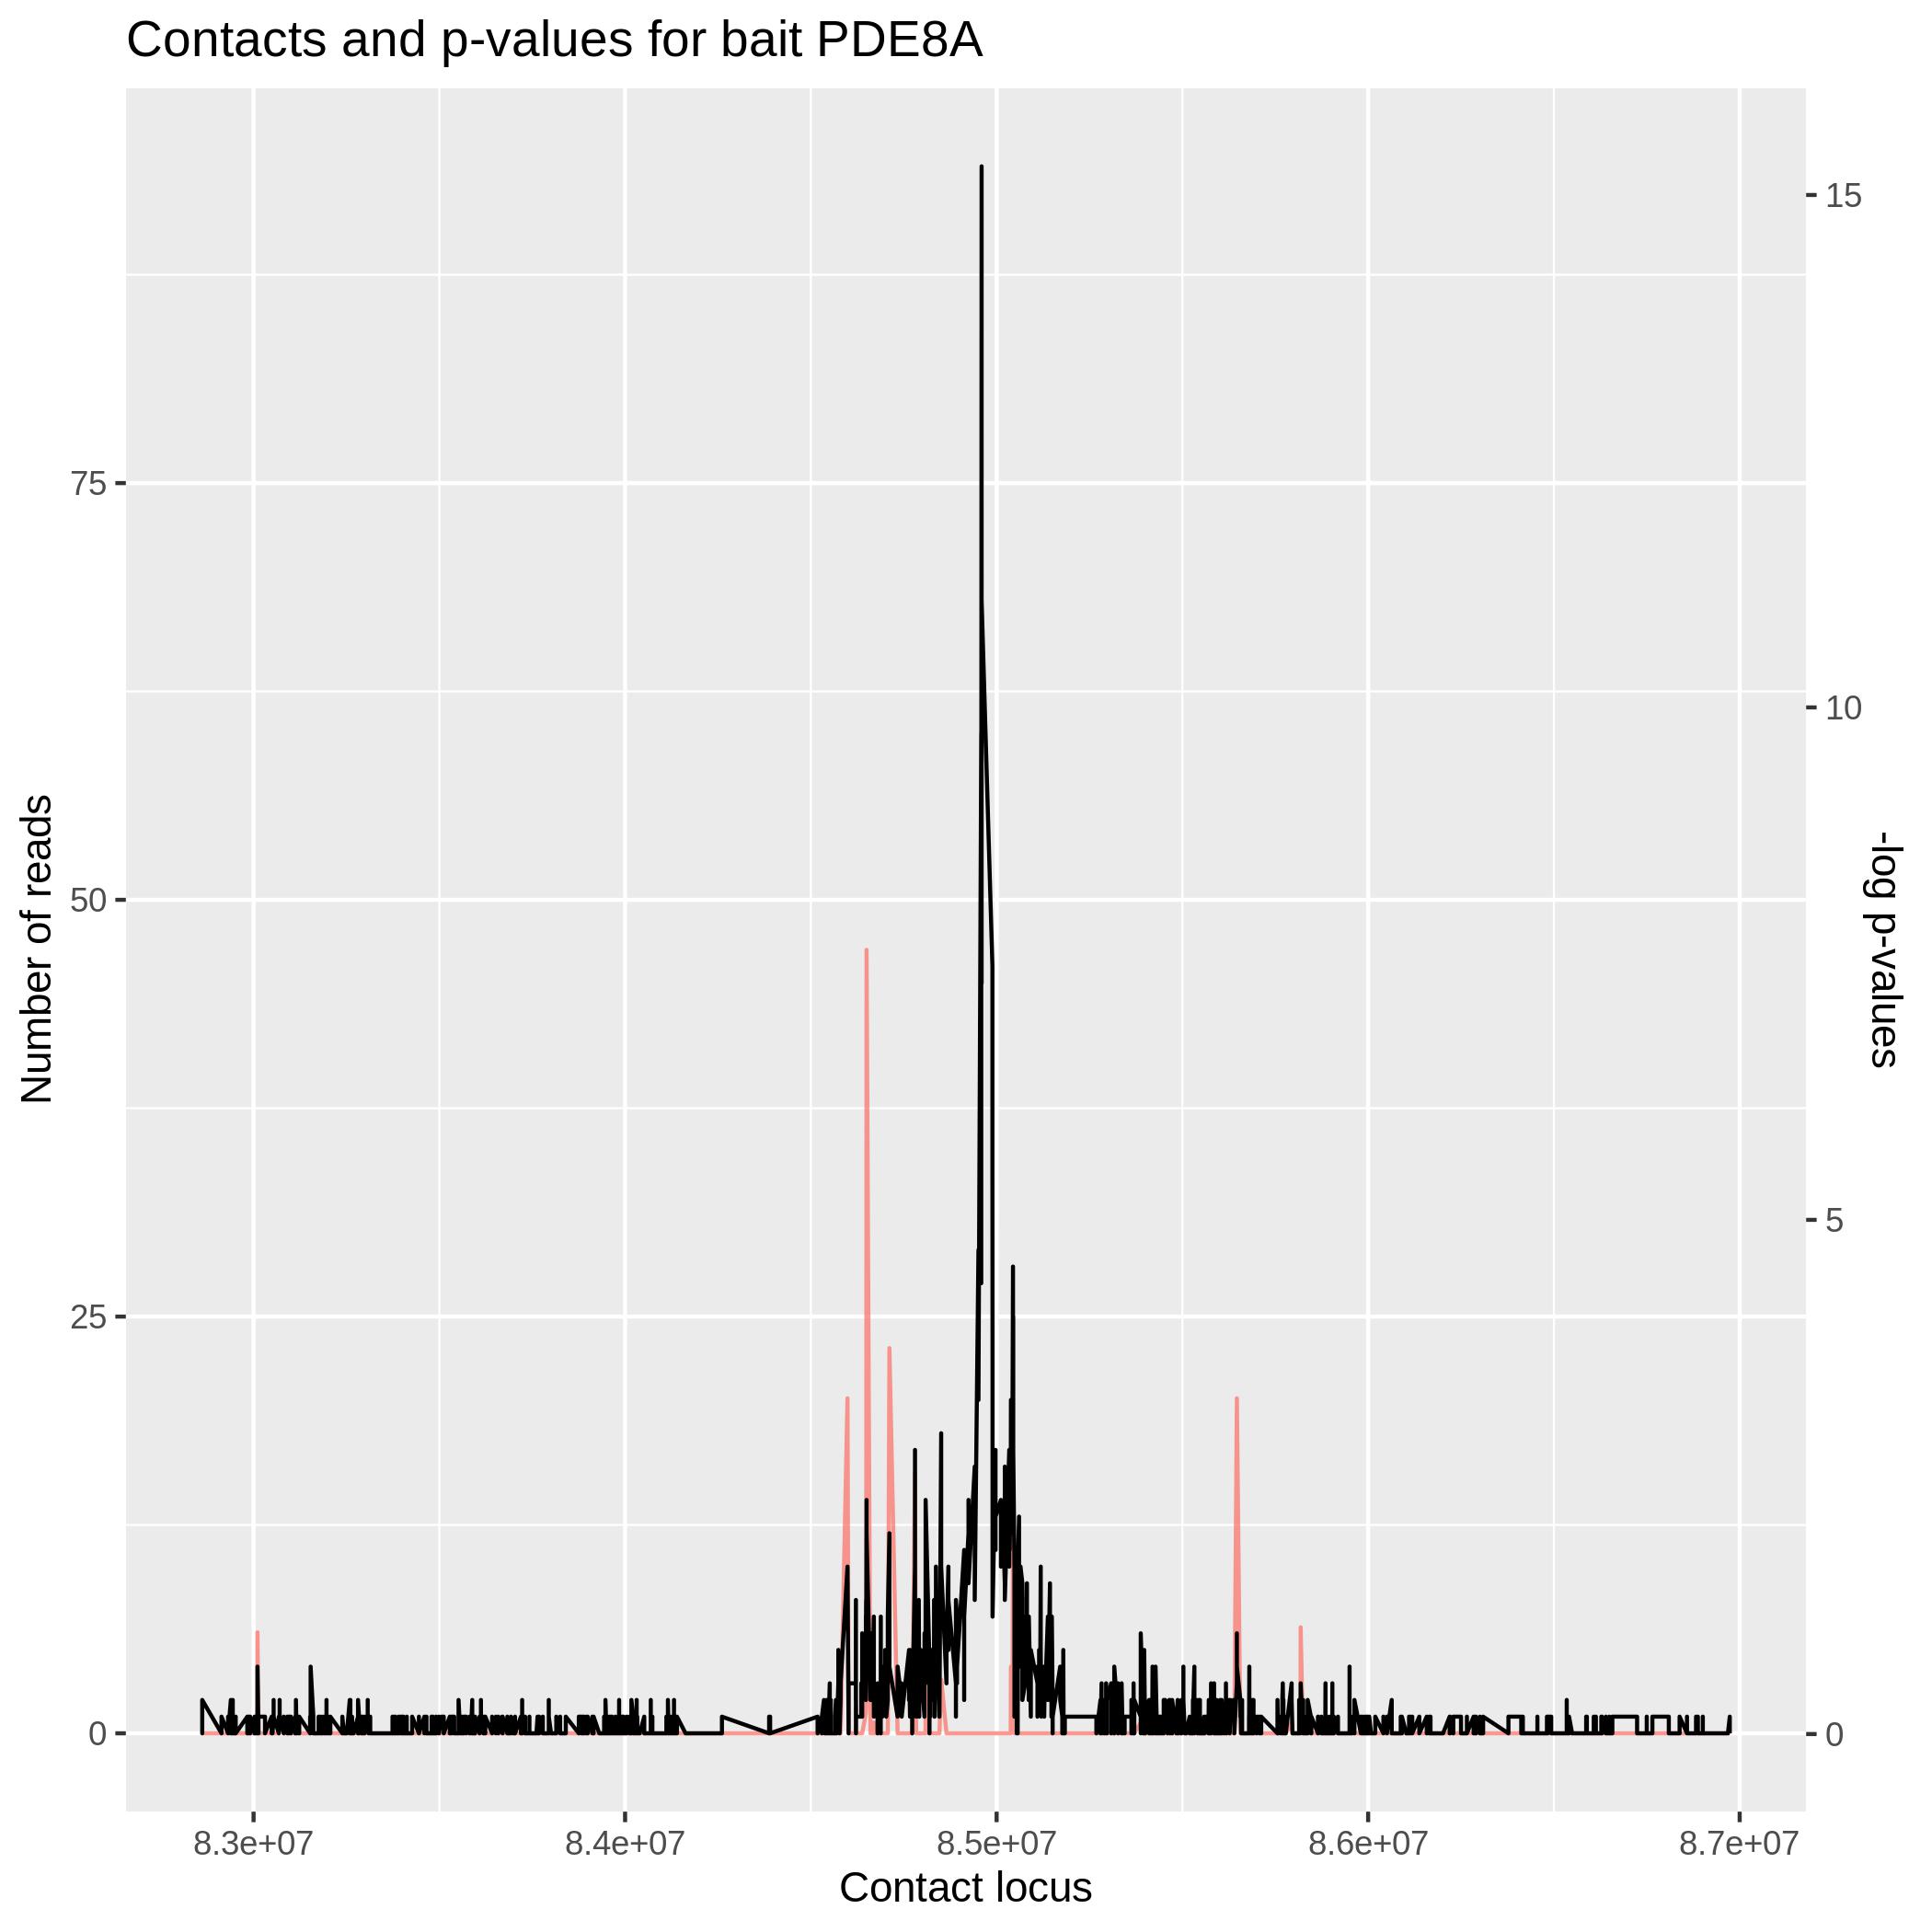 Contacts and p-values for bait PDE8A
15
75
10
50
5
25
0
0
Number of reads
-log p-values
8.3e+07
8.4e+07
8.5e+07
8.6e+07
8.7e+07
Contact locus